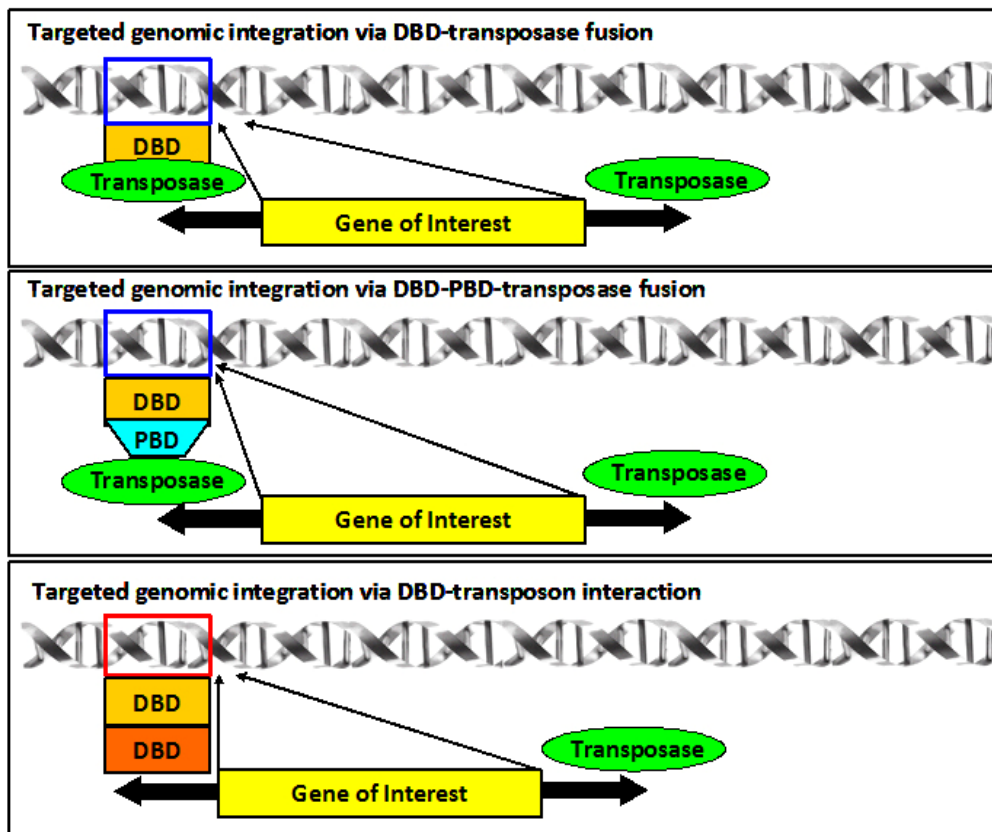 Targeted genomic integration via DBD-transposase fusion
DBD
Transposase
Transposase
Gene of Interest
Targeted genomic integration via DBD-PBD-transposase fusion
DBD
PBD
Transposase
Transposase
Gene of Interest
Targeted genomic integration via DBD-transposon interaction
DBD
DBD
Transposase
Gene of Interest